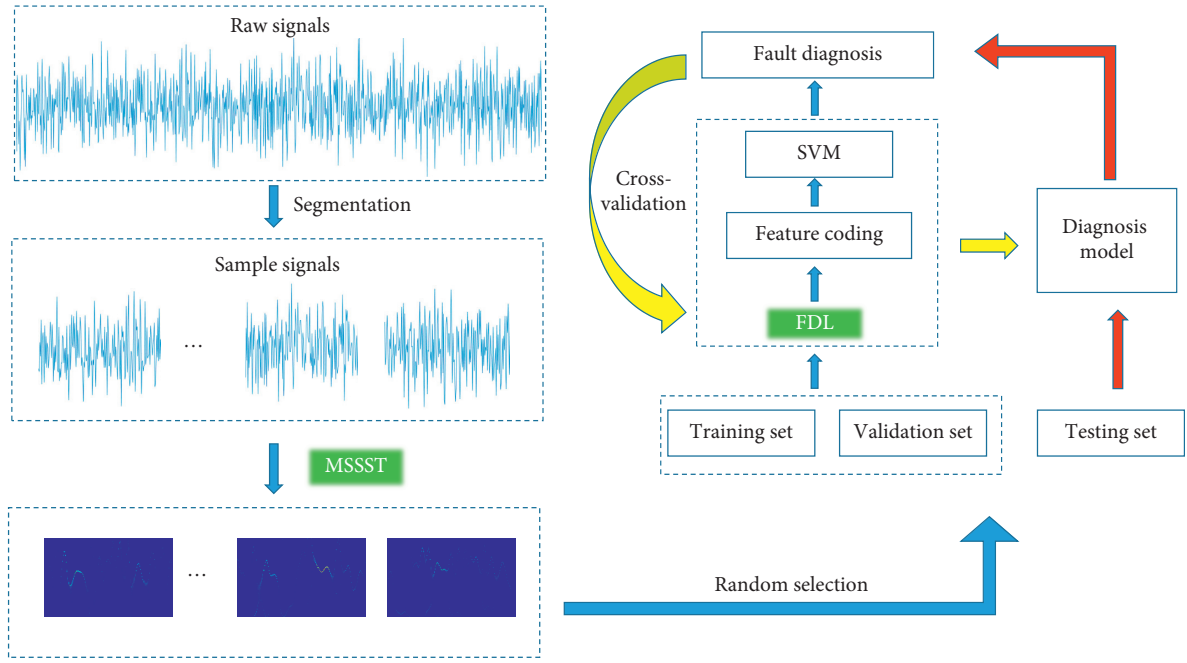 Raw signals
Segmentation
Sample signals
...
MSSST
...
Random selection
Fault diagnosis
SVM
Cross-
validation
Feature coding
FDL
Diagnosis
model
Training set
Validation set
Testing set